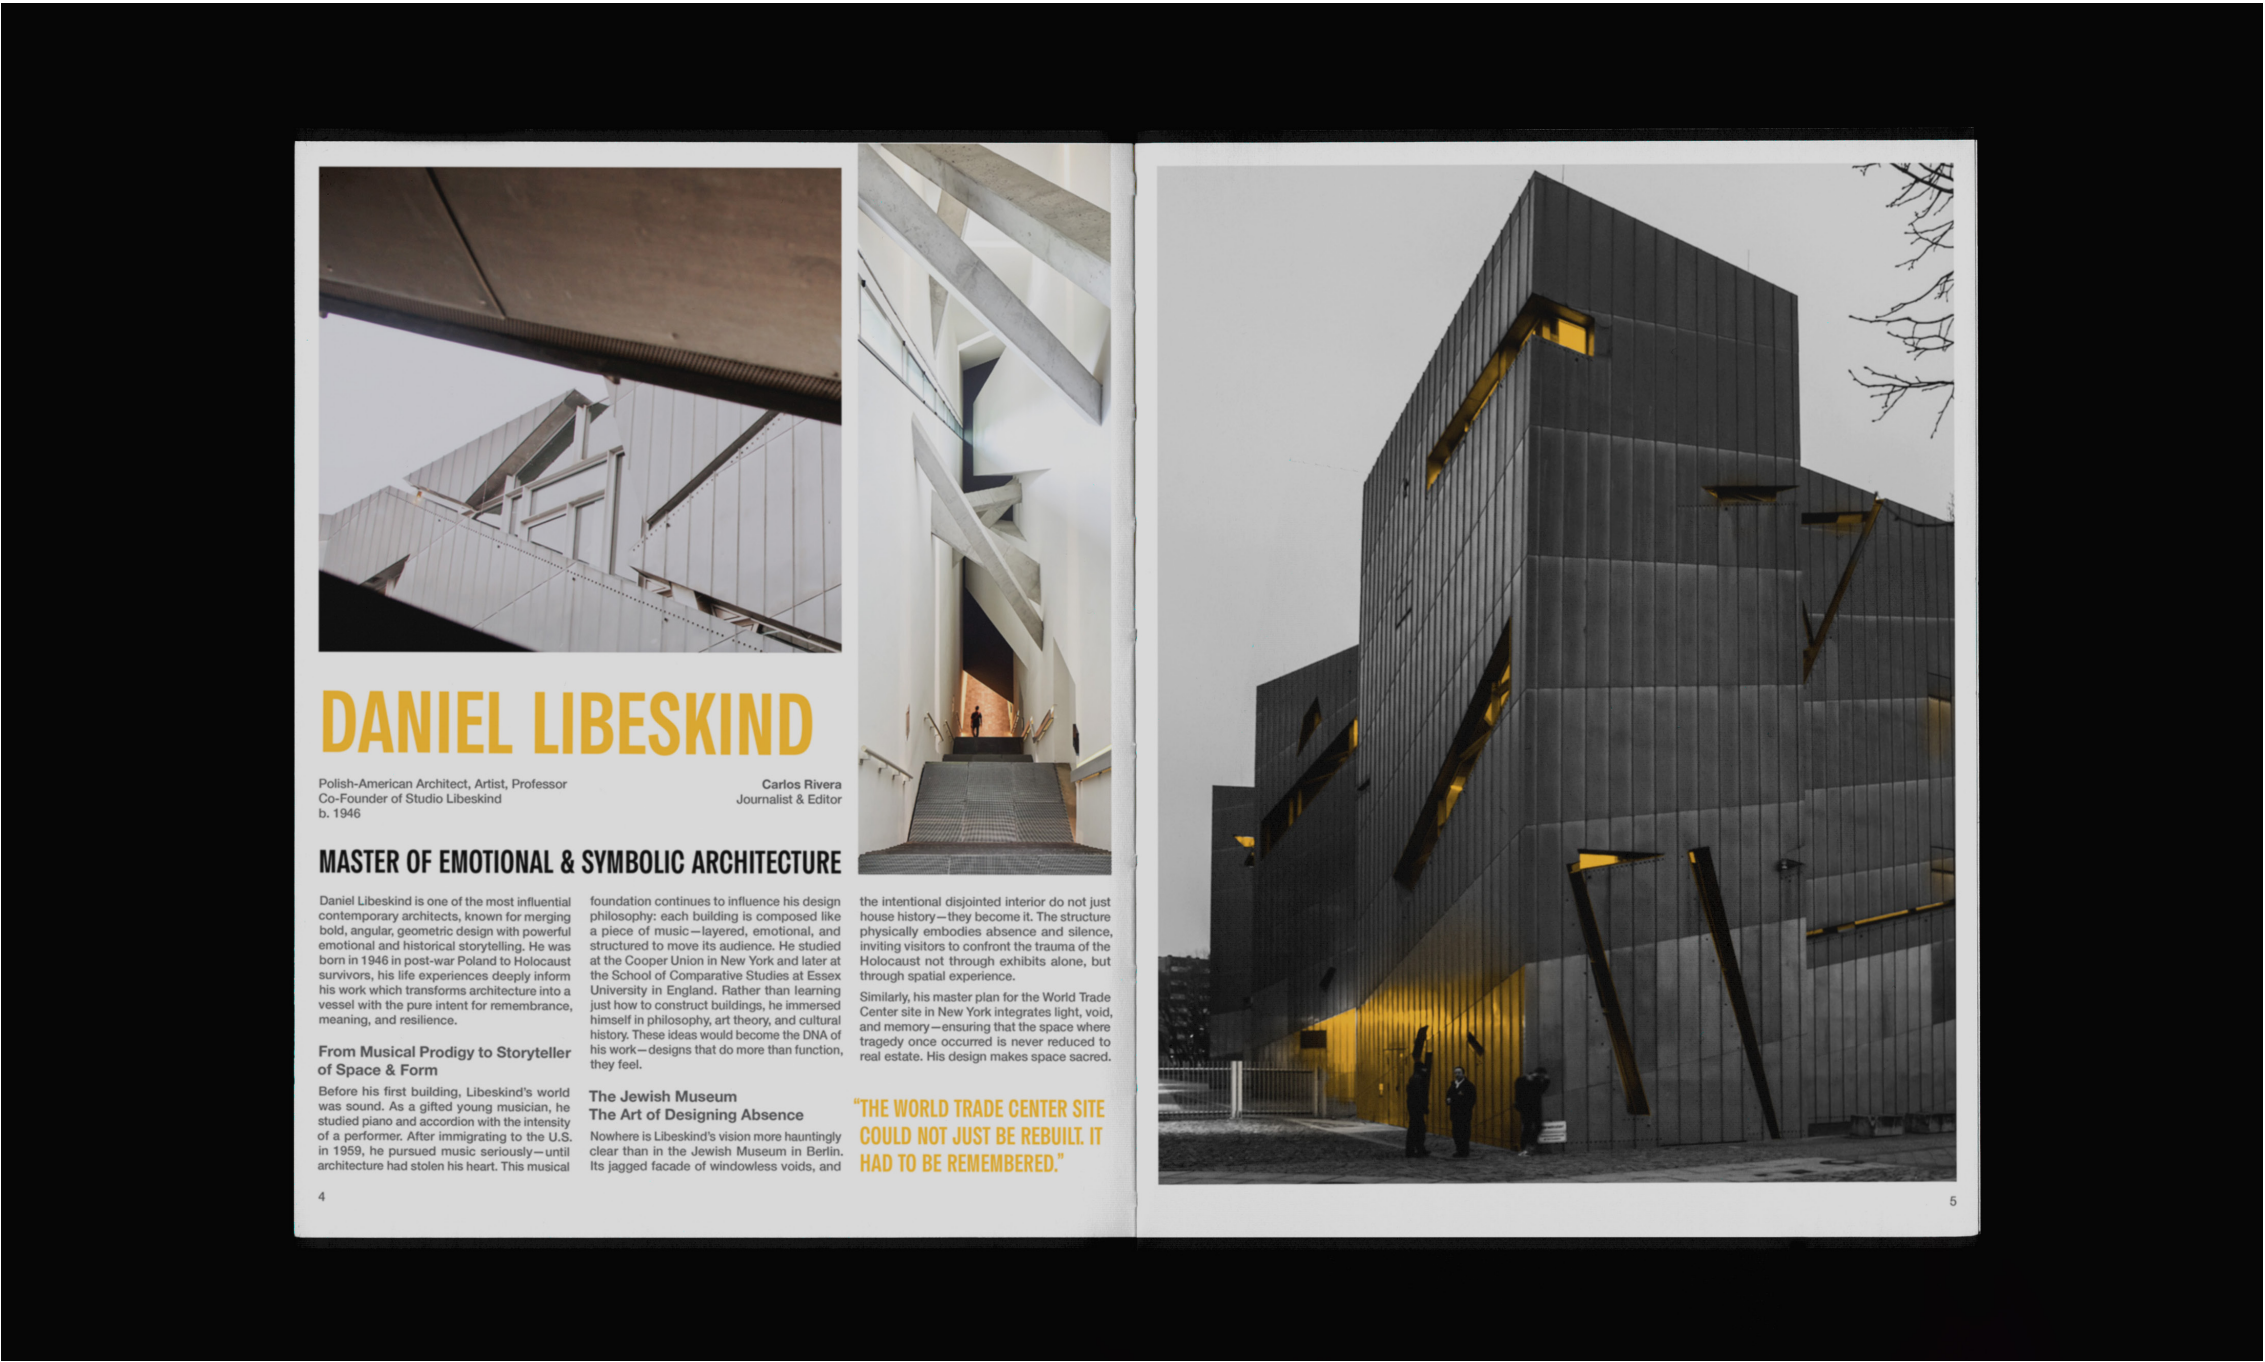 DANIEL LIBESKIND
Polish-American Architect, Artist, Professor
Co-Founder of Studio Libeskind
b. 1946
Carlos Rivera
Journalist & Editor
MASTER OF EMOTIONAL & SYMBOLIC ARCHITECTURE
Daniel Libeskind is one of the most influential
contemporary architects, known for merging
bold, angular, geometric design with powerful
emotional and historical storytelling. He was
born in 1946 in post-war Poland to Holocaust
survivors, his life experiences deeply inform
his work which transforms architecture into a
vessel with the pure intent for remembrance,
meaning, and resilience.
From Musical Prodigy to Storyteller
of Space & Form
Before his first building, Libeskind's world
was sound. As a gifted young musician, he
studied piano and accordion with the intensity
of a performer. After immigrating to the U.S.
in 1959, he pursued music seriously—until
architecture had stolen his heart. This musical
foundation continues to influence his design
philosophy: each building is composed like
a piece of music—layered, emotional, and
structured to move its audience. He studied
at the Cooper Union in New York and later at
the School of Comparative Studies at Essex
University in England. Rather than learning
just how to construct buildings, he immersed
himself in philosophy, art theory, and cultural
history. These ideas would become the DNA of
his work—designs that do more than function,
they feel.
The Jewish Museum
The Art of Designing Absence
Nowhere is Libeskind's vision more hauntingly
clear than in the Jewish Museum in Berlin.
Its jagged facade of windowless voids, and
the intentional disjointed interior do not just
house history—they become it. The structure
physically embodies absence and silence,
inviting visitors to confront the trauma of the
Holocaust not through exhibits alone, but
through spatial experience.
Similarly, his master plan for the World Trade
Center site in New York integrates light, void,
and memory—ensuring that the space where
tragedy once occurred is never reduced to
real estate. His design makes space sacred.
“THE WORLD TRADE CENTER SITE
COULD NOT JUST BE REBUILT. IT
HAD TO BE REMEMBERED.”
4
5